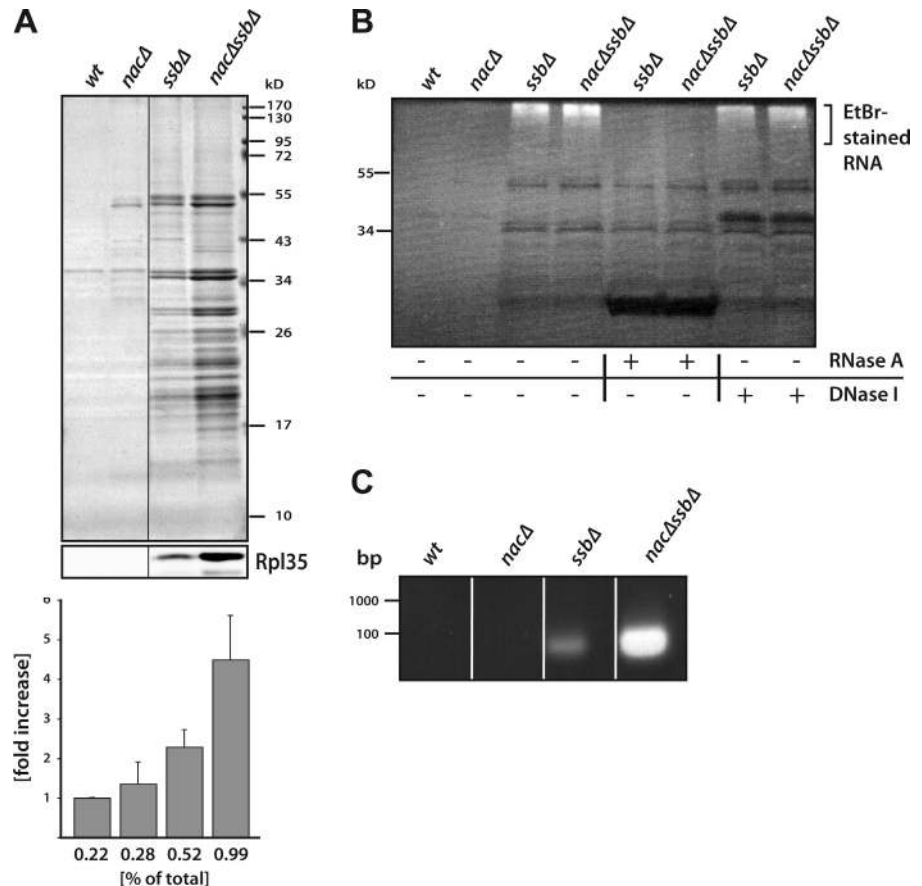 A
wt nacΔ ssbΔ nacΔssbΔ
kD
170
130
95
72
55
43
34
26
17
10
Rpl35
[fold increase]
6
5
4
3
2
1
0.22 0.28 0.52 0.99
[% of total]
B
wt nacΔ ssbΔ nacΔssbΔ ssbΔ nacΔssbΔ ssbΔ nacΔssbΔ
kD
55
34
EtBr-
stained
RNA
- - - - + + - - RNase A
- - - - - - + + DNase I
C
wt nacΔ ssbΔ nacΔssbΔ
bp
1000
100